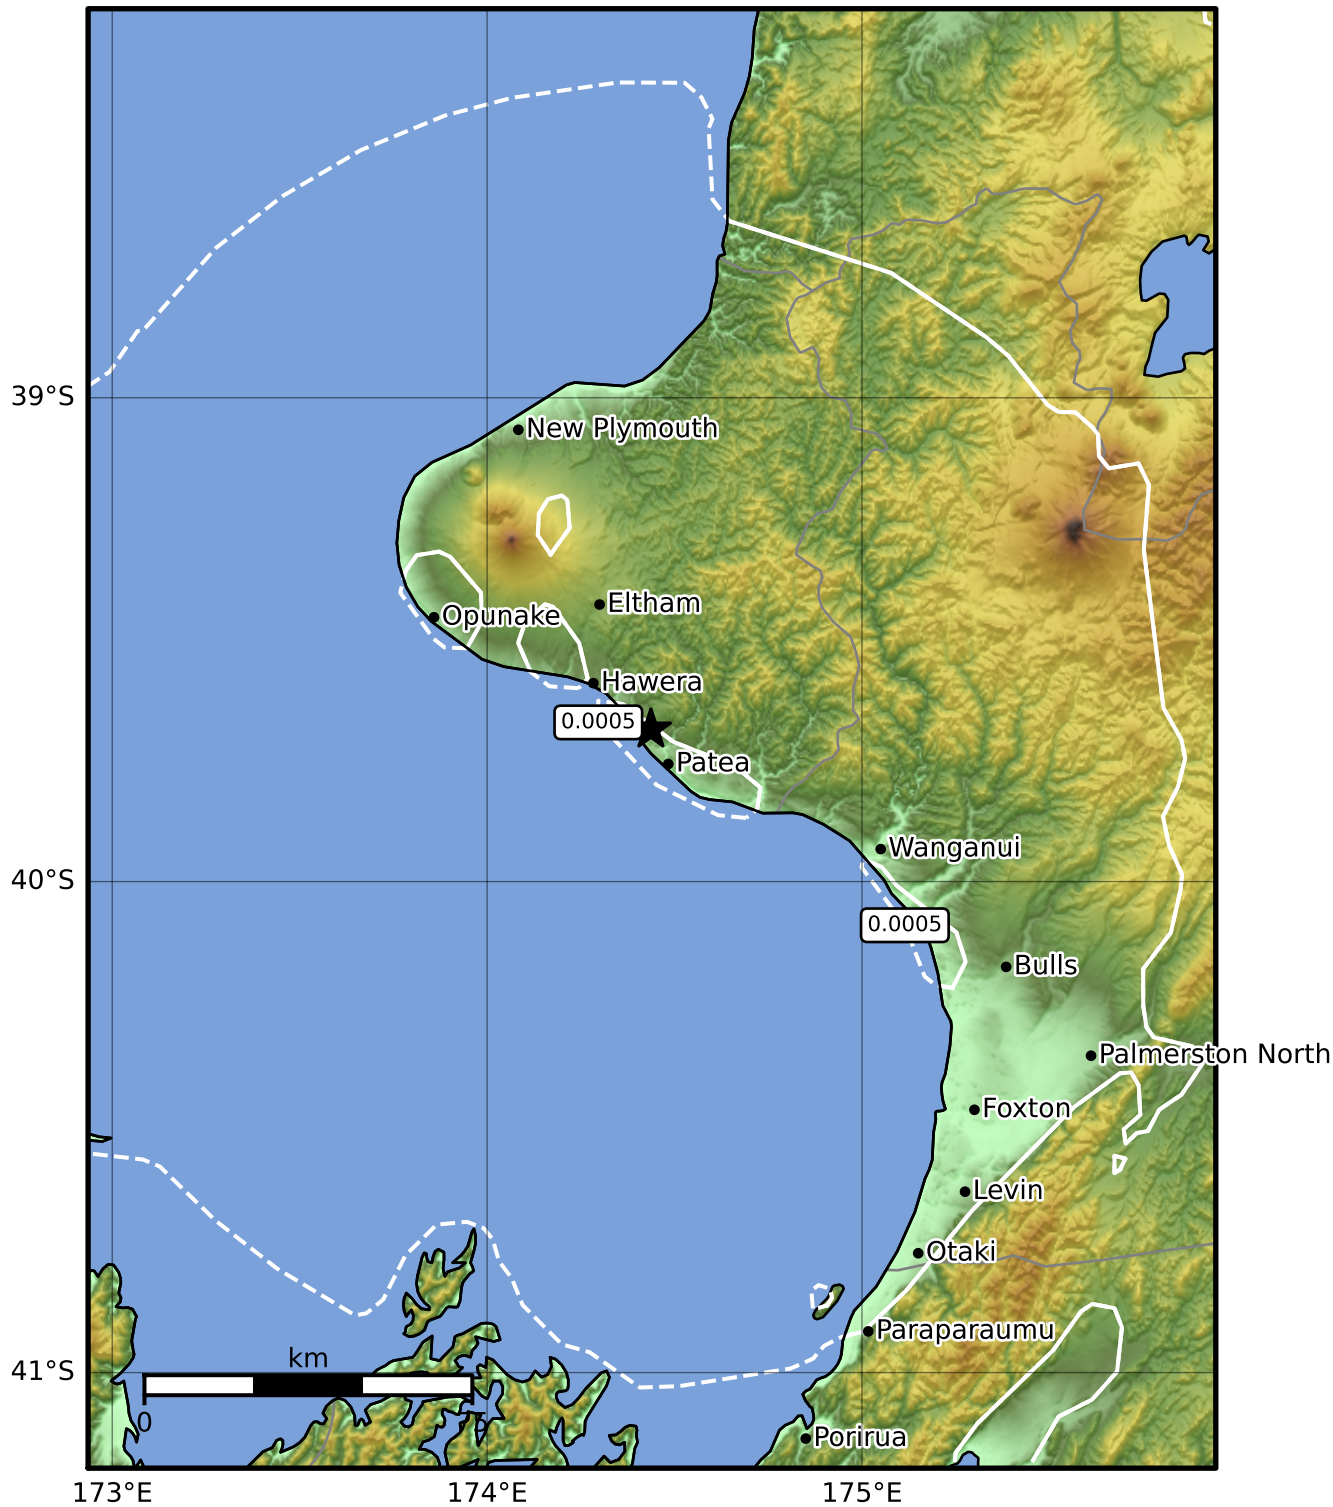 39°S
New Plymouth
Opunake
Eltham
Hawera
0.0005
Patea
Wanganui
40°S
0.0005
Bulls
Palmerston North
Foxton
Levin
Otaki
Paraparaumu
km
41°S
0
Porirua
173°E
174°E
175°E